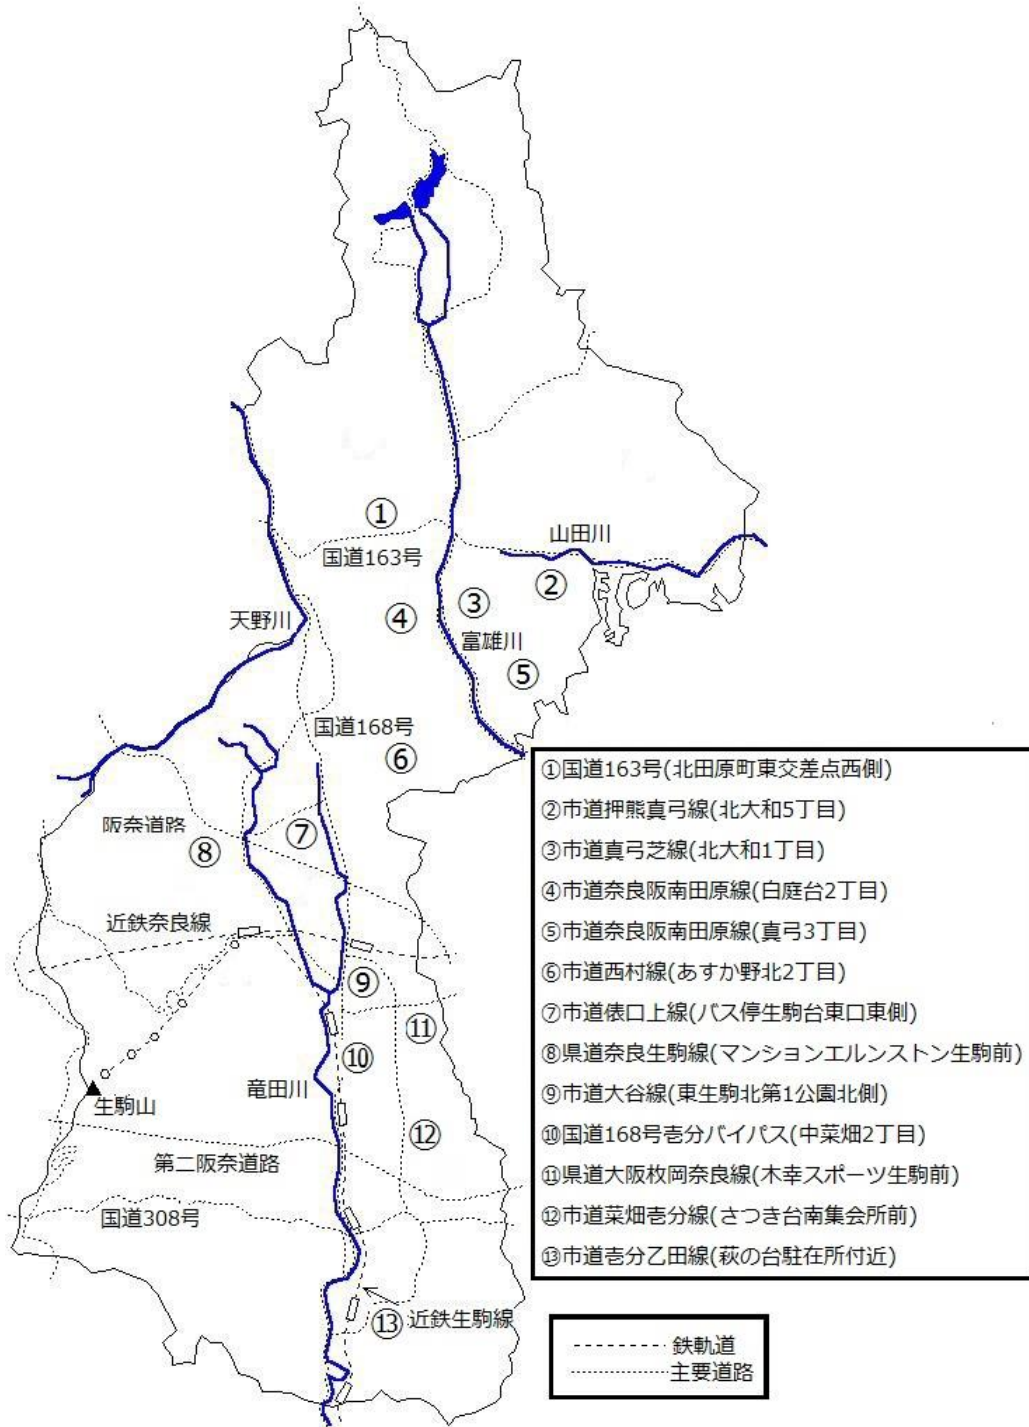 ①
国道163号
山田川
②
③
④
天野川
富雄川
⑤
国道168号
⑥
阪奈道路
⑦
⑧
近鉄奈良線
⑨
⑪
⑩
竜田川
生駒山
⑫
第二阪奈道路
国道308号
⑬
近鉄生駒線
①国道163号(北田原町東交差点西側)
②市道押熊真弓線(北大和5丁目)
③市道真弓芝線(北大和1丁目)
④市道奈良阪南田原線(白庭台2丁目)
⑤市道奈良阪南田原線(真弓3丁目)
⑥市道西村線(あすか野北2丁目)
⑦市道俵口上線(バス停生駒台東口東側)
⑧県道奈良生駒線(マンションエルンストン生駒前)
⑨市道大谷線(東生駒北第1公園北側)
⑩国道168号壱分バイパス(中菜畑2丁目)
⑪県道大阪枚岡奈良線(木幸スポーツ生駒前)
⑫市道菜畑壱分線(さつき台南集会所前)
⑬市道壱分乙田線(萩の台駐在所付近)
鉄軌道
主要道路